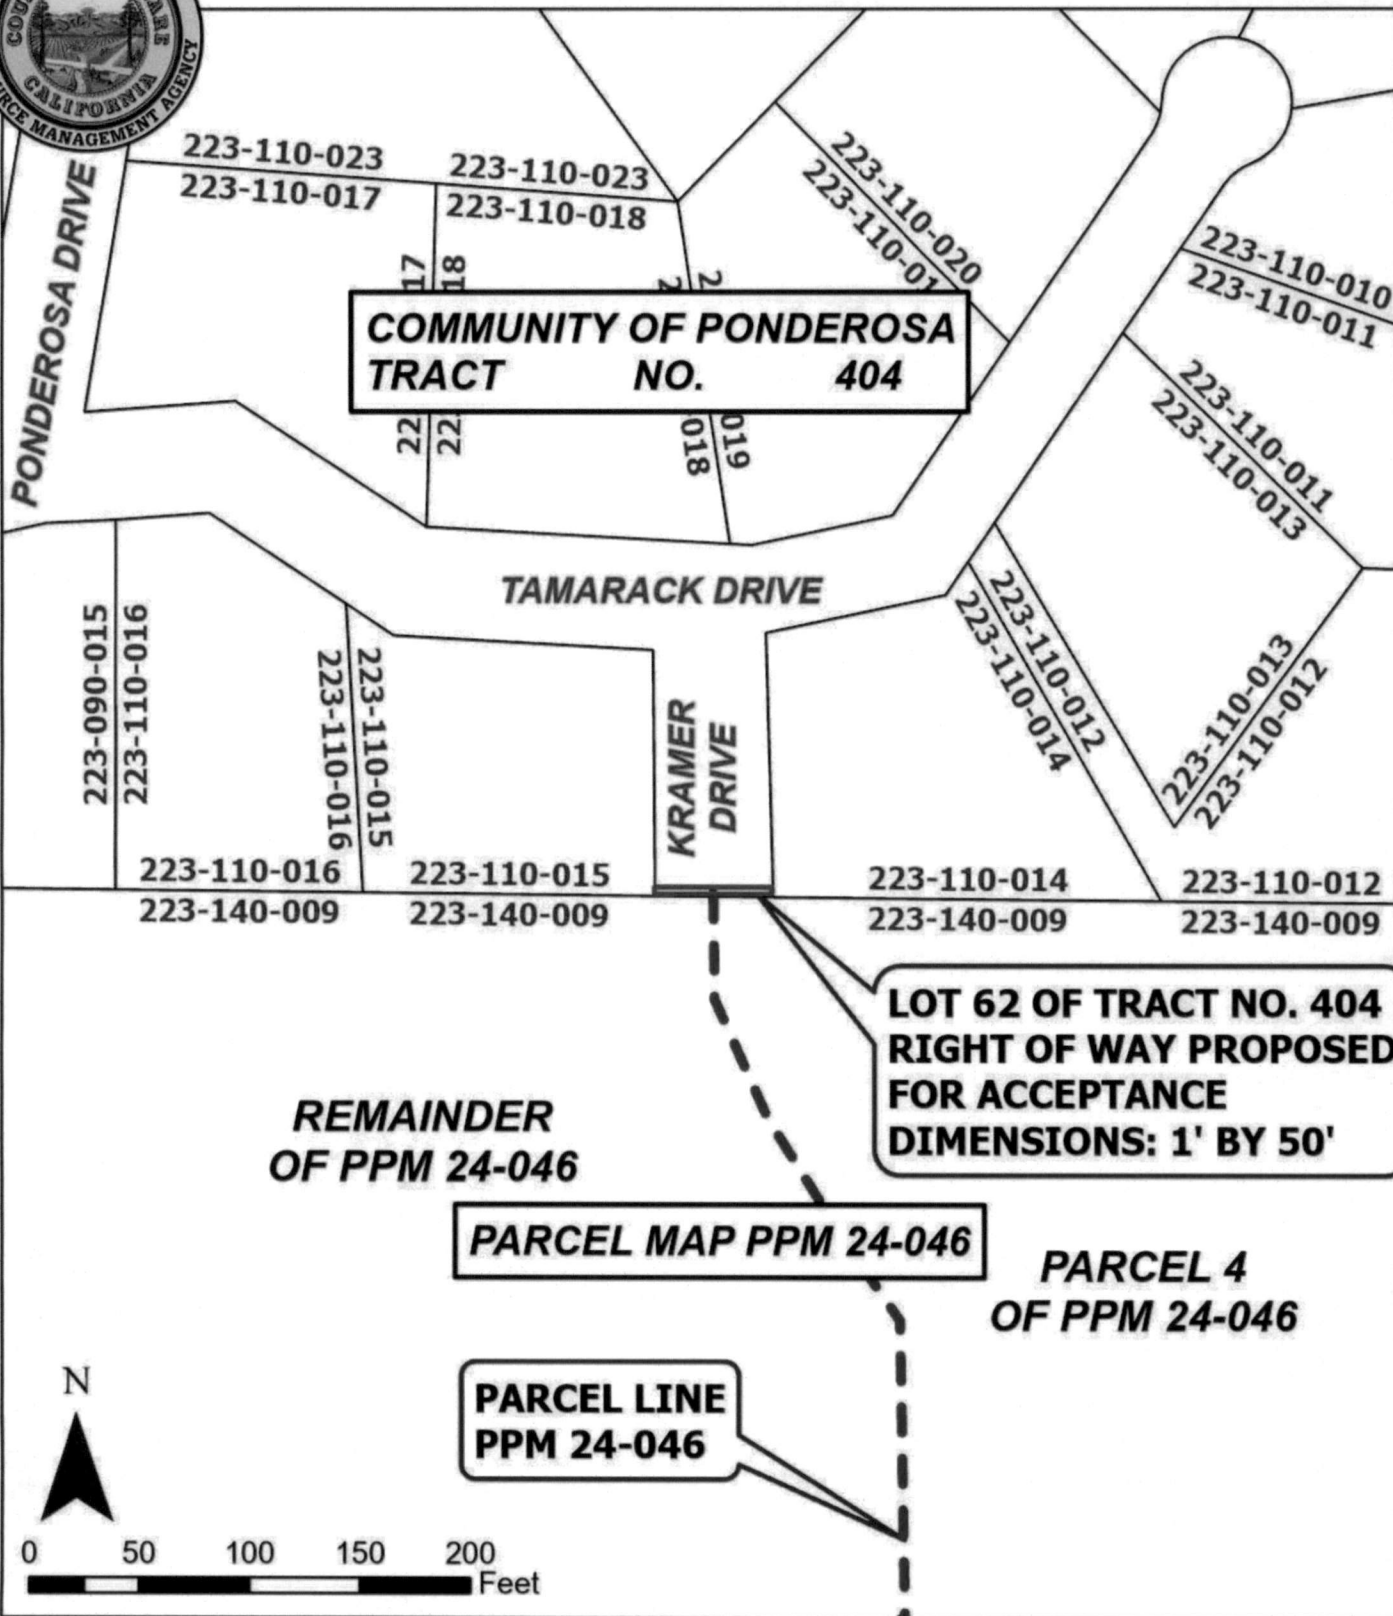 CALIFORNIA
MANAGEMENT AGENCY
PONDEROSA DRIVE
223-110-023
223-110-017
223-110-023
223-110-018
223-110-020
223-110-010
223-110-011
COMMUNITY OF PONDEROSA
TRACT NO. 404
018
019
223-110-011
223-110-013
TAMARACK DRIVE
223-090-015
223-110-016
223-110-016
223-110-015
KRAMER
DRIVE
223-110-012
223-110-014
223-110-013
223-110-012
223-110-016
223-140-009
223-110-015
223-140-009
223-110-014
223-140-009
223-110-012
223-140-009
LOT 62 OF TRACT NO. 404
RIGHT OF WAY PROPOSED
FOR ACCEPTANCE
DIMENSIONS: 1' BY 50'
REMAINDER
OF PPM 24-046
PARCEL MAP PPM 24-046
PARCEL 4
OF PPM 24-046
PARCEL LINE
PPM 24-046
N
0 50 100 150 200
Feet